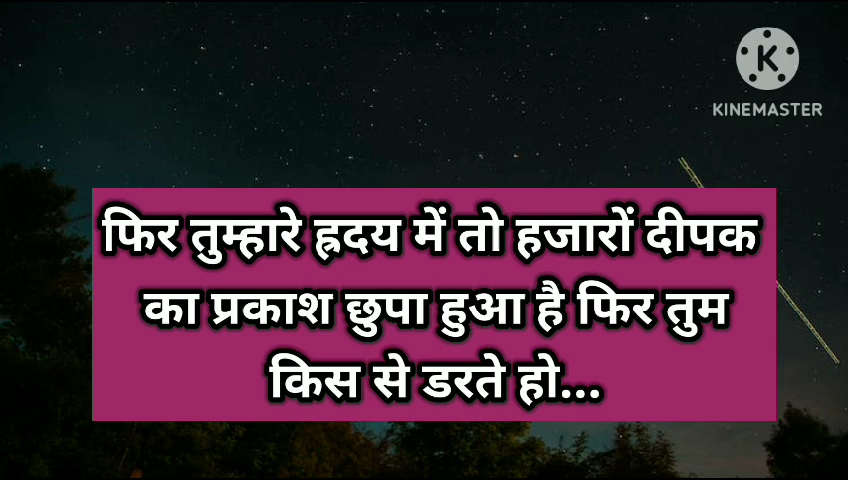 KINEMASTER
फिर तुम्हारे ह्रदय में तो हजारों दीपक
का प्रकाश छुपा हुआ है फिर तुम
किस से डरते हो...